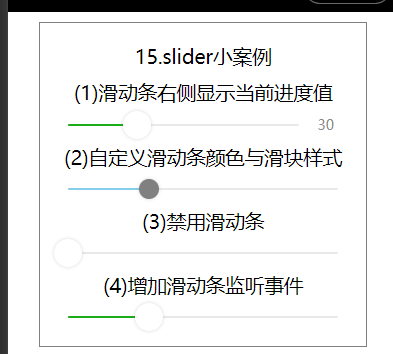 15.slider小案例
(1)滑动条右侧显示当前进度值
30
(2)自定义滑动条颜色与滑块样式
(3)禁用滑动条
(4)增加滑动条监听事件